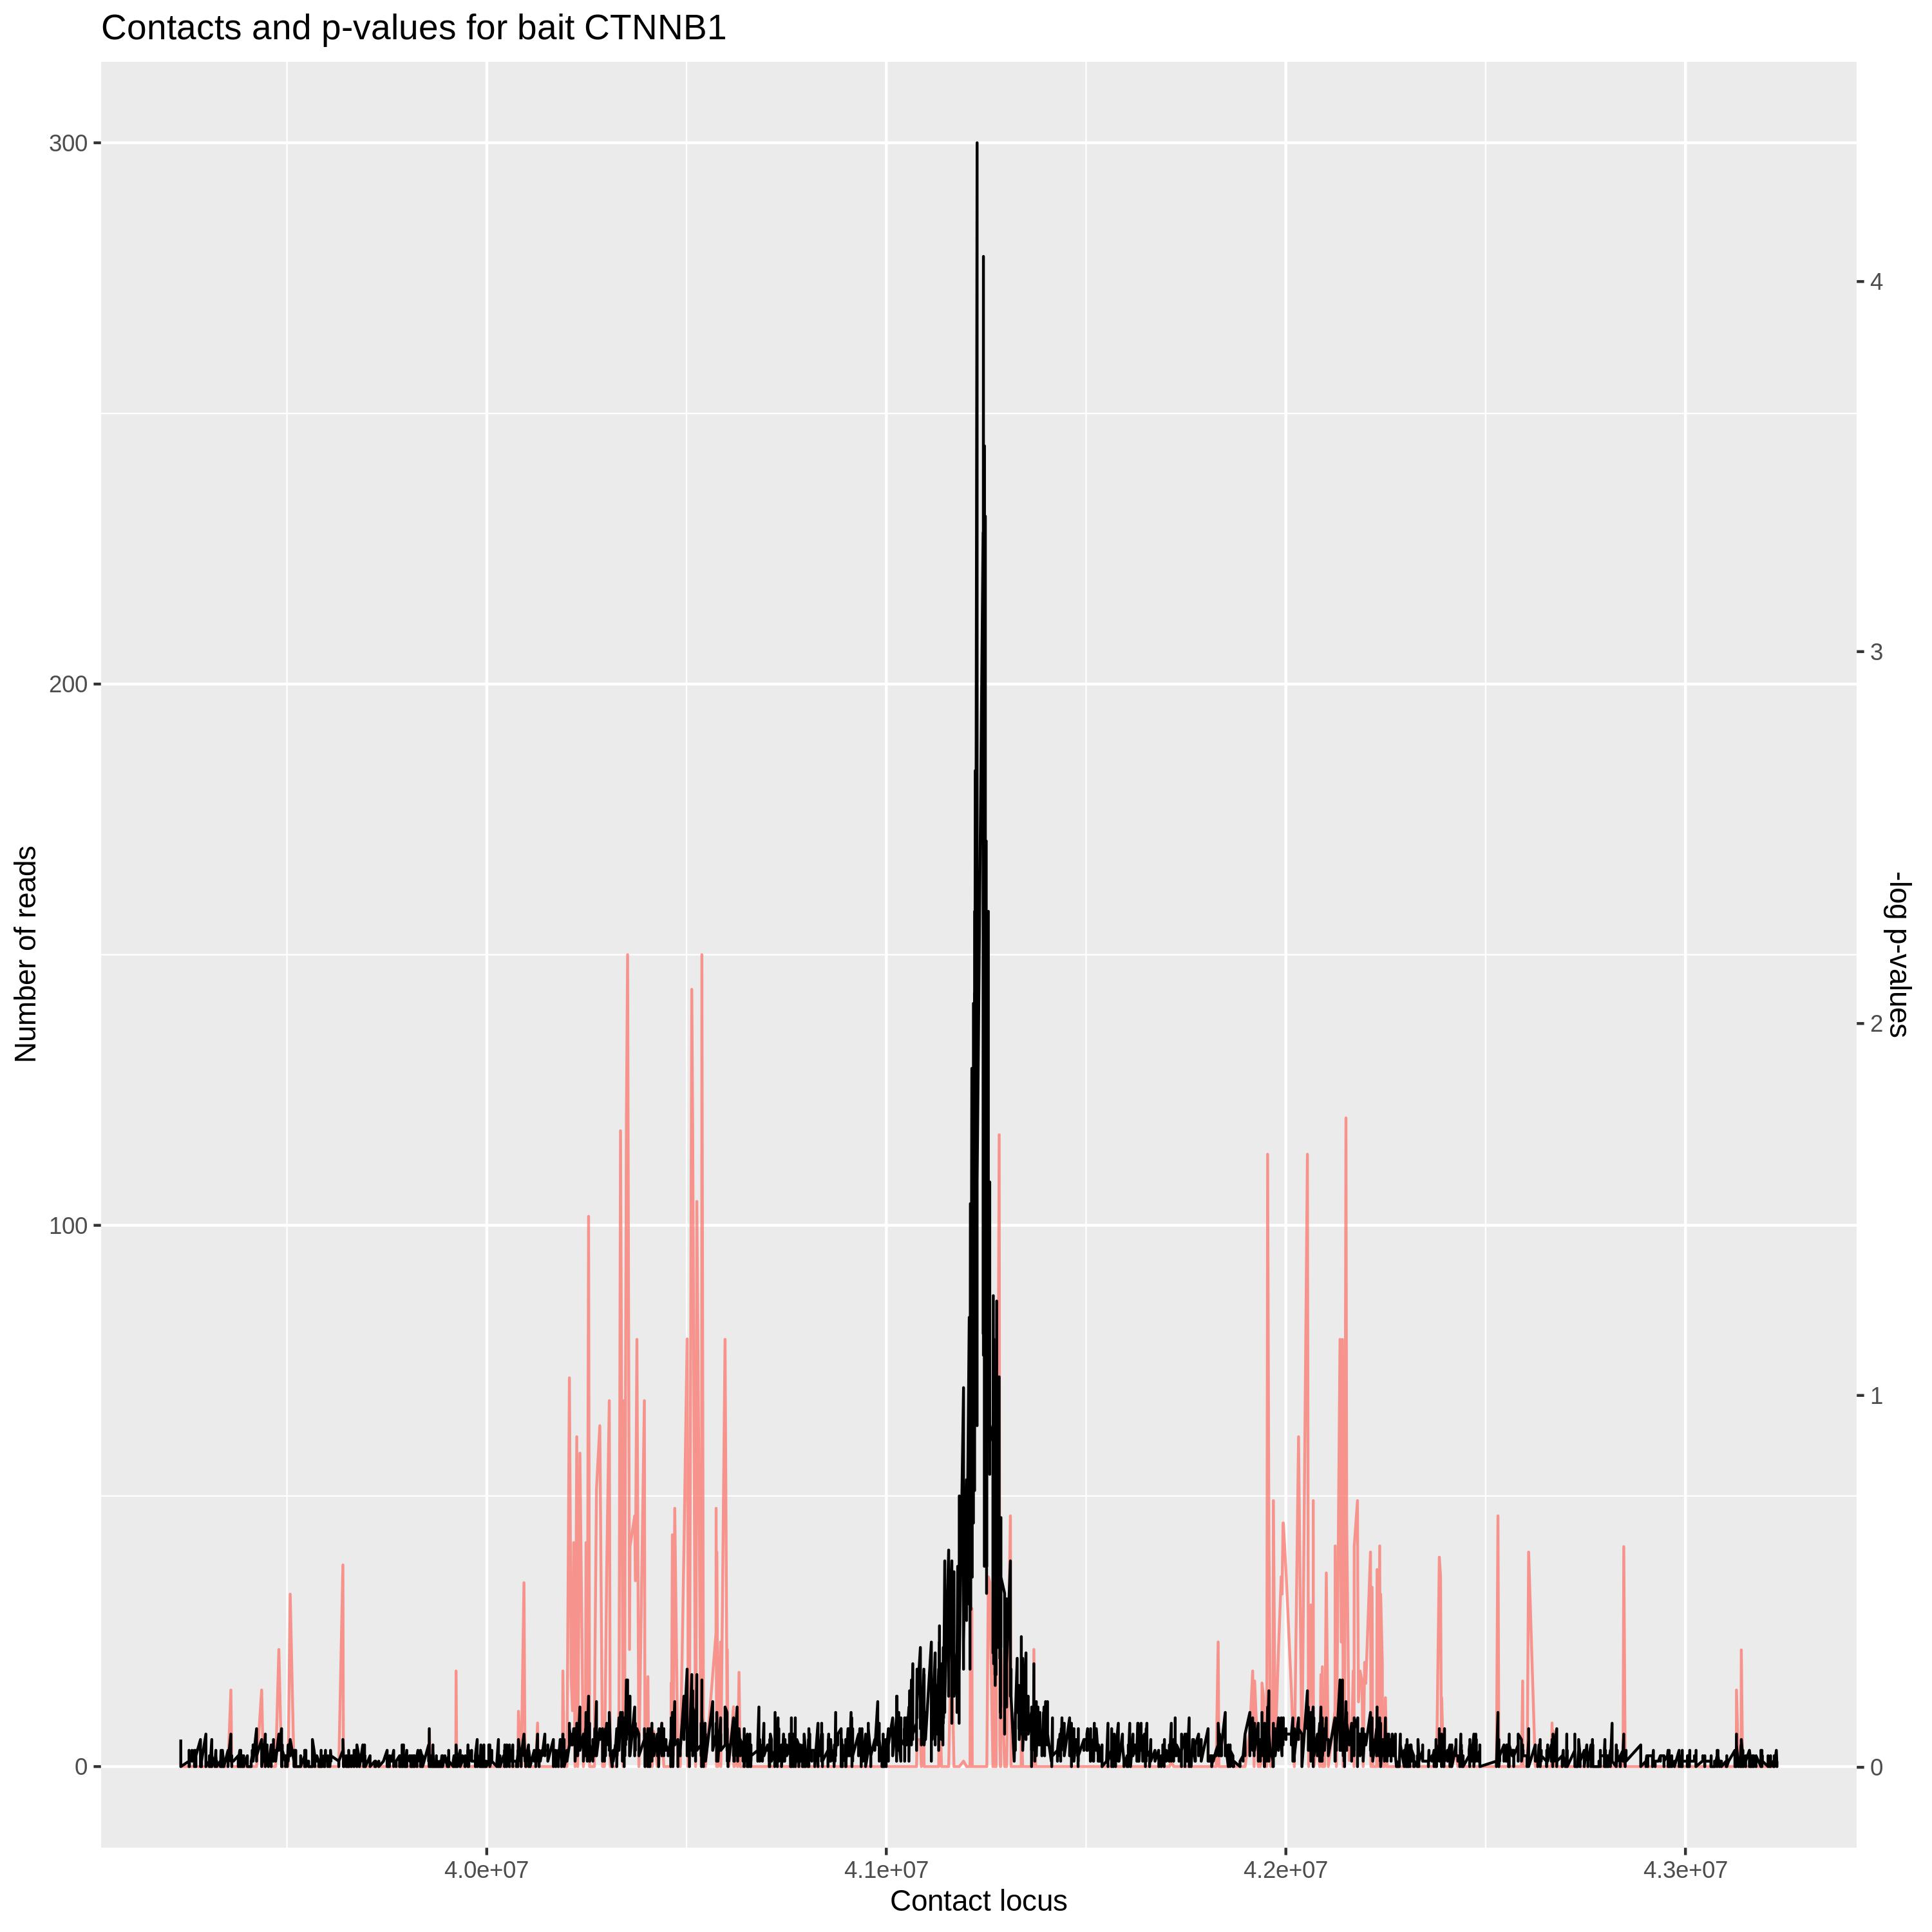 Contacts and p-values for bait CTNNB1
300
200
100
0
Number of reads
4
3
2
1
0
-log p-values
4.0e+07
4.1e+07
4.2e+07
4.3e+07
Contact locus